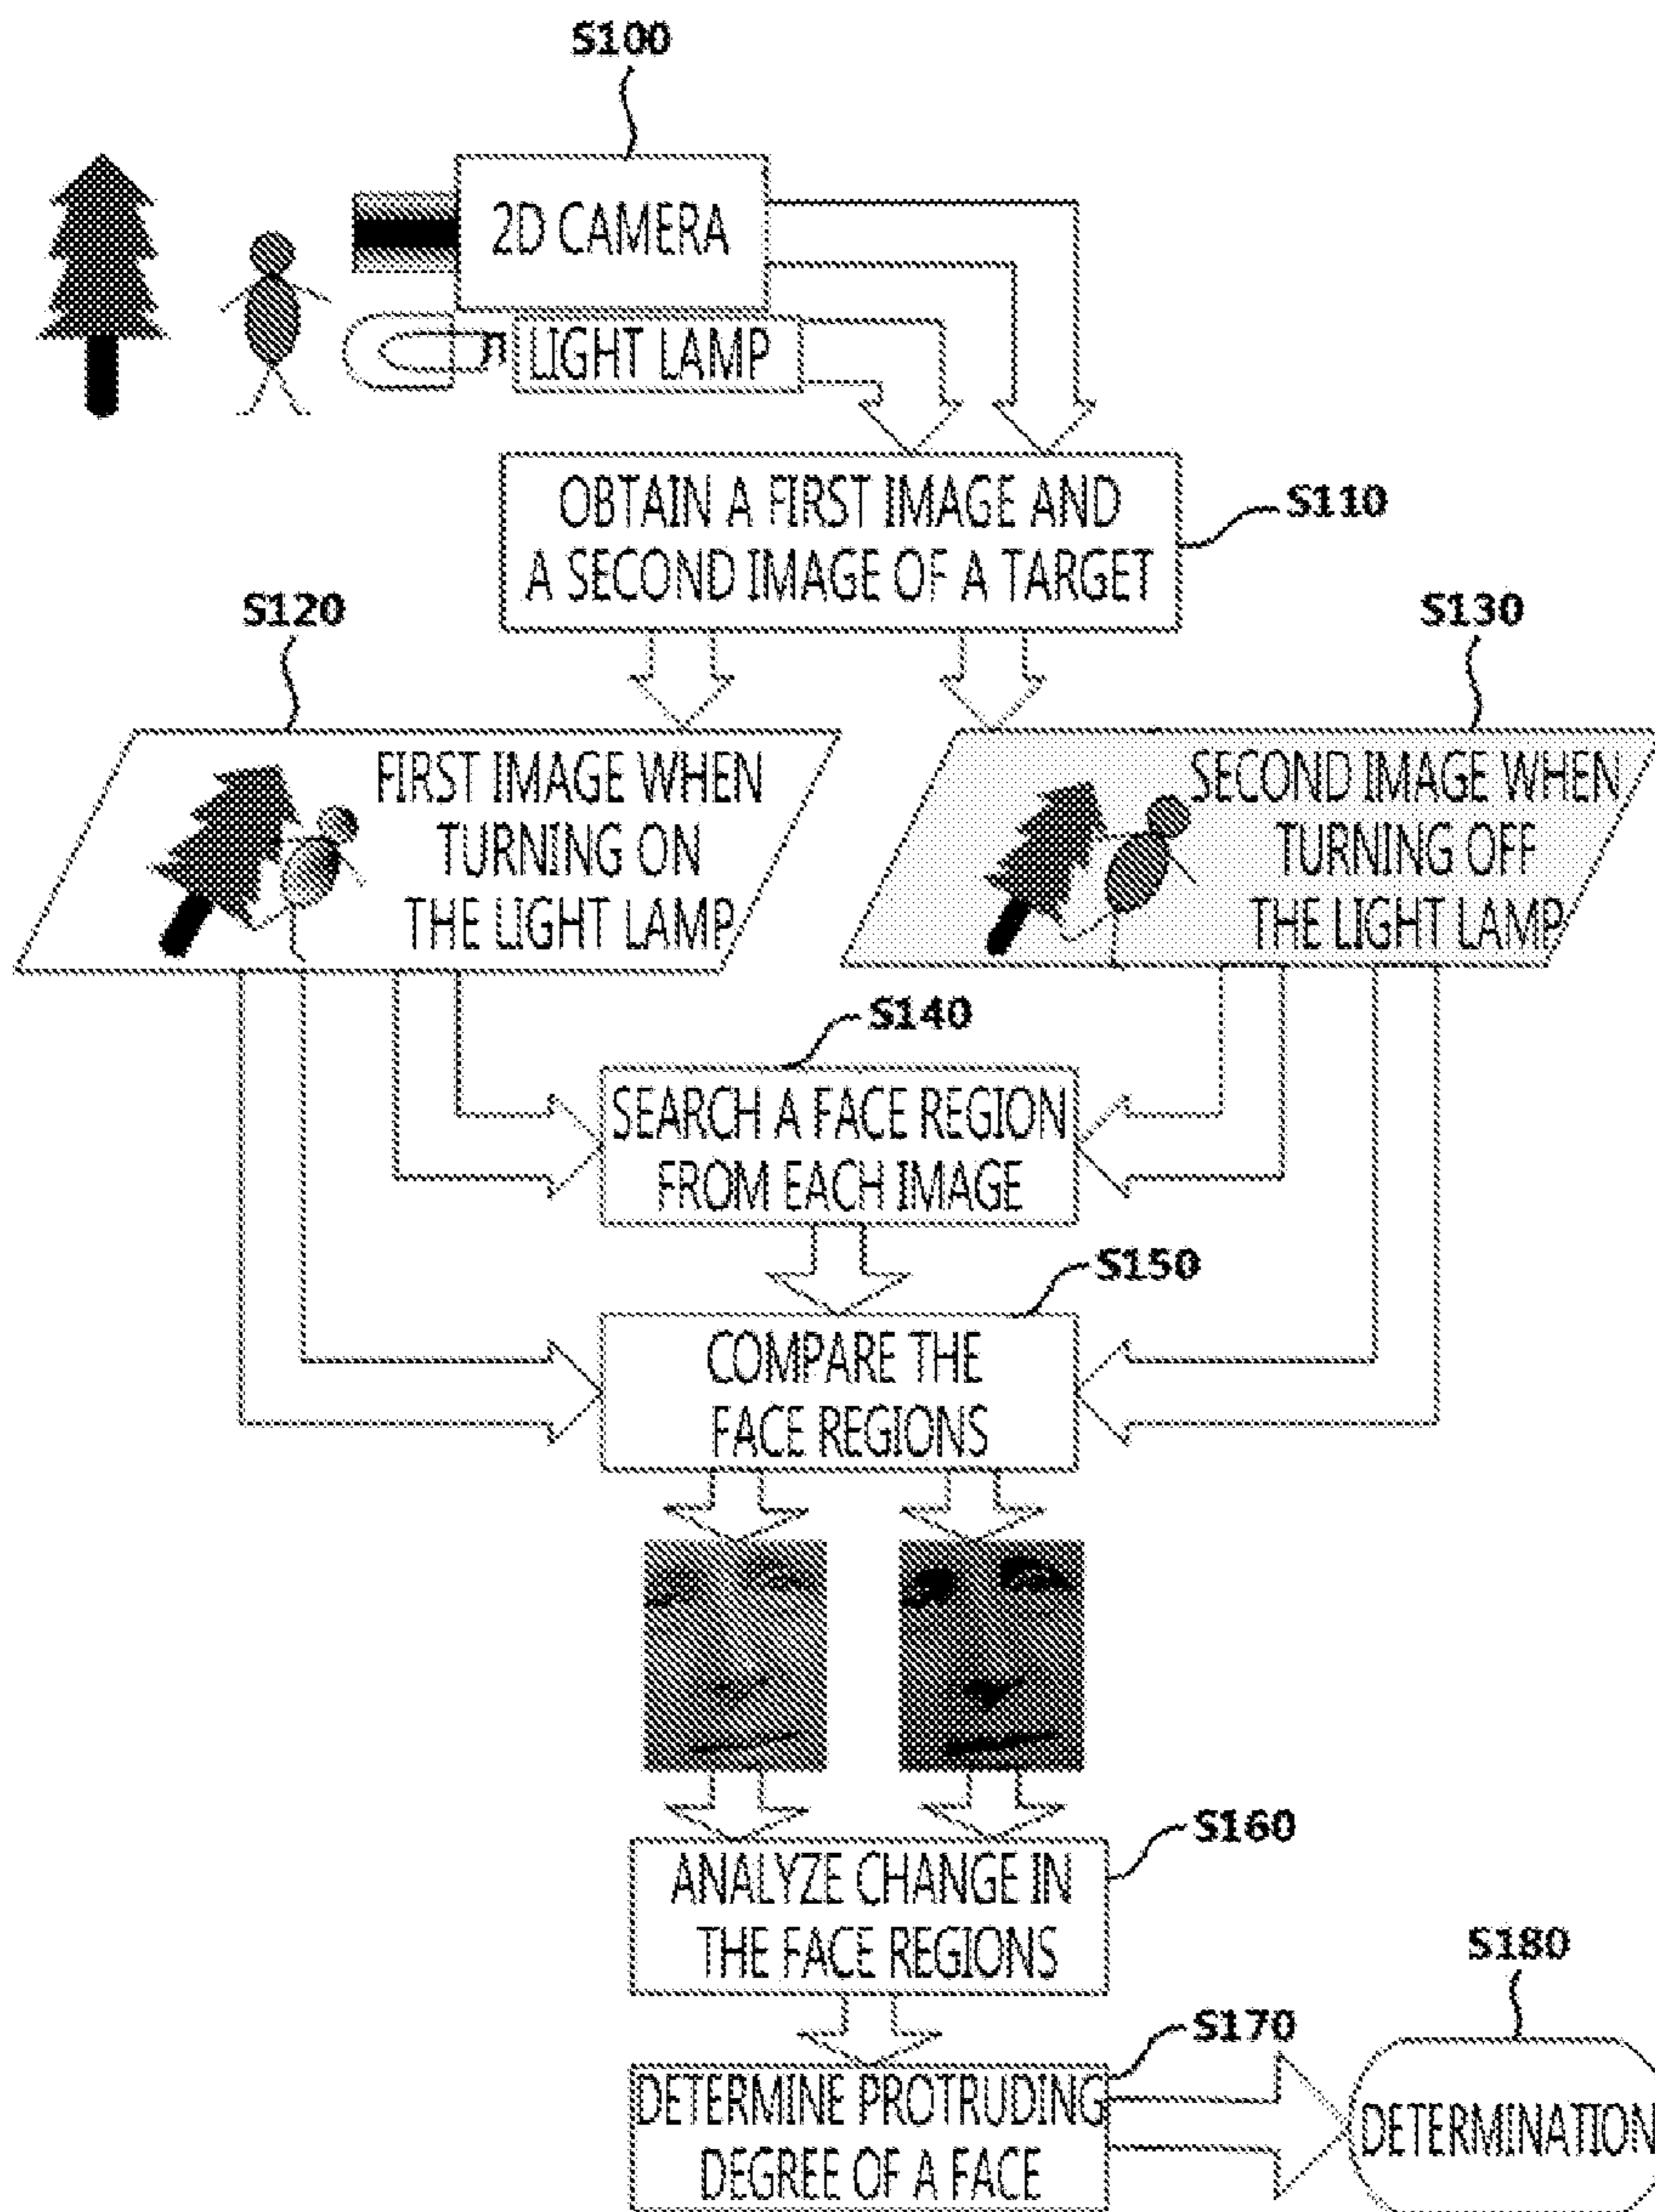 S100
2D CAMERA
LIGHT LAMP
OBTAIN A FIRST IMAGE AND
A SECOND IMAGE OF A TARGET
S110
S120
S130
FIRST IMAGE WHEN
TURNING ON
THE LIGHT LAMP
SECOND IMAGE WHEN
TURNING OFF
THE LIGHT LAMP
S140
SEARCH A FACE REGION
FROM EACH IMAGE
S150
COMPARE THE
FACE REGIONS
S160
ANALYZE CHANGE IN
THE FACE REGIONS
S170
S180
DETERMINE PROTRUDING
DEGREE OF A FACE
DETERMINATION